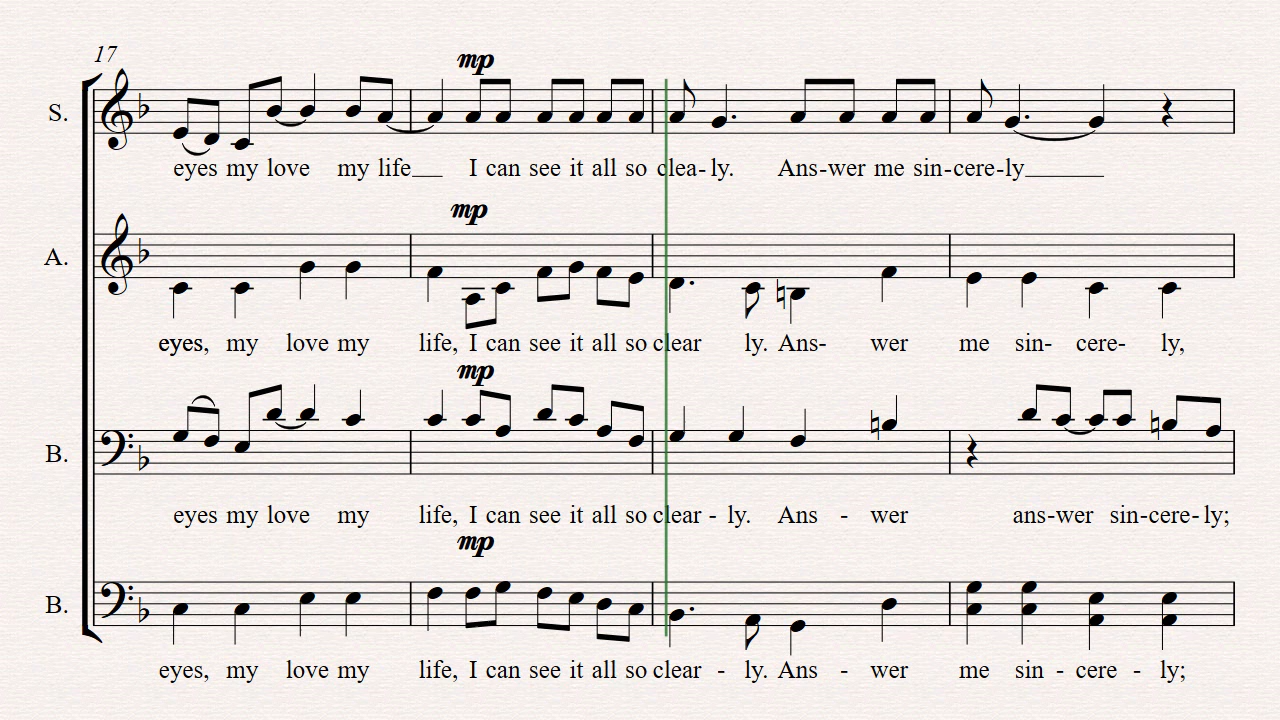 17
mp
S.
eyes my love my life__ I can see it all so clea-ly. Ans-wer me sin-cere-ly______
mp
A.
eyes, my love my life, I can see it all so clear ly. Ans- wer me sin- cere- ly,
mp
B.
eyes my love my life, I can see it all so clear - ly. Ans - wer ans-wer sin-cere-ly;
mp
B.
eyes, my love my life, I can see it all so clear - ly. Ans - wer me sin - cere - ly;